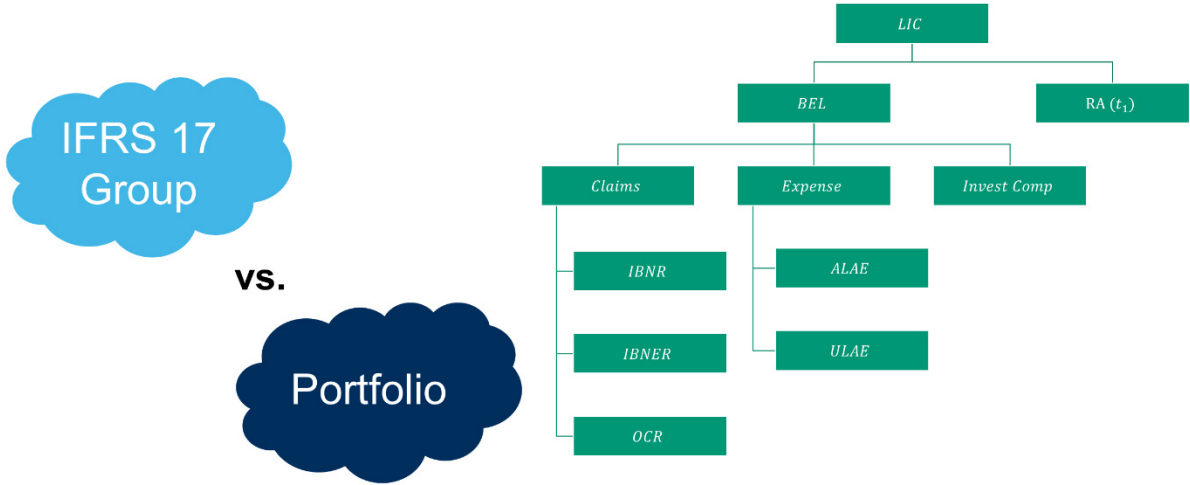 IFRS 17
Group
vs.
Portfolio
LIC
BEL
RA (t₁)
Claims
Expense
Invest Comp
IBNR
ALAE
IBNER
ULAE
OCR